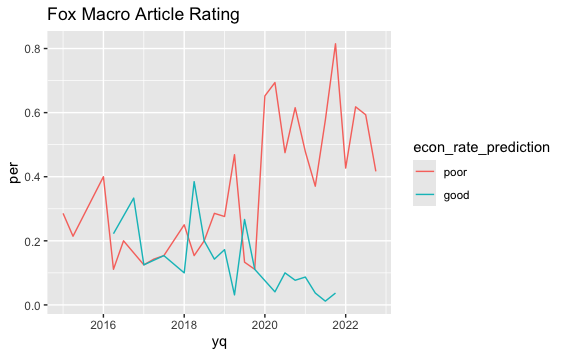 Fox Macro Article Rating
0.8
0.6
0.4
0.2
0.0
per
2016
2018
2020
2022
yq
econ_rate_prediction
poor
good